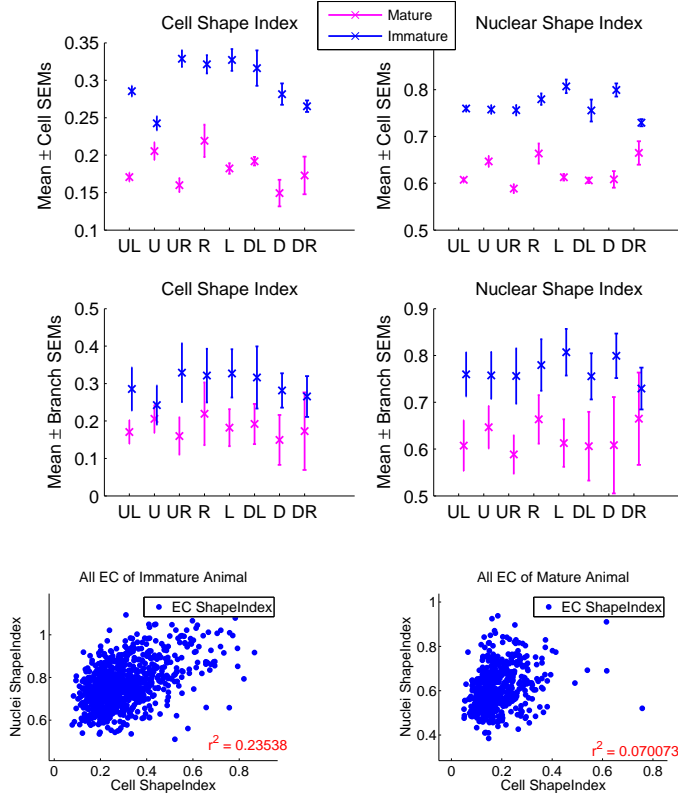 Cell Shape Index
Nuclear Shape Index
Mature
Immature
Mean ± Cell SEMs
0.35
0.3
0.25
0.2
0.15
0.1
UL U UR R L DL D DR
Mean ± Cell SEMs
0.8
0.7
0.6
0.5
UL U UR R L DL D DR
Cell Shape Index
Mean ± Branch SEMs
0.5
0.4
0.3
0.2
0.1
0
UL U UR R L DL D DR
Nuclear Shape Index
Mean ± Branch SEMs
0.9
0.8
0.7
0.6
0.5
UL U UR R L DL D DR
All EC of Immature Animal
EC ShapeIndex
Nuclei ShapeIndex
1
0.8
0.6
r² = 0.23538
0 0.2 0.4 0.6 0.8
Cell ShapeIndex
All EC of Mature Animal
EC ShapeIndex
Nuclei ShapeIndex
1
0.8
0.6
0.4
r² = 0.070073
0 0.2 0.4 0.6 0.8
Cell ShapeIndex